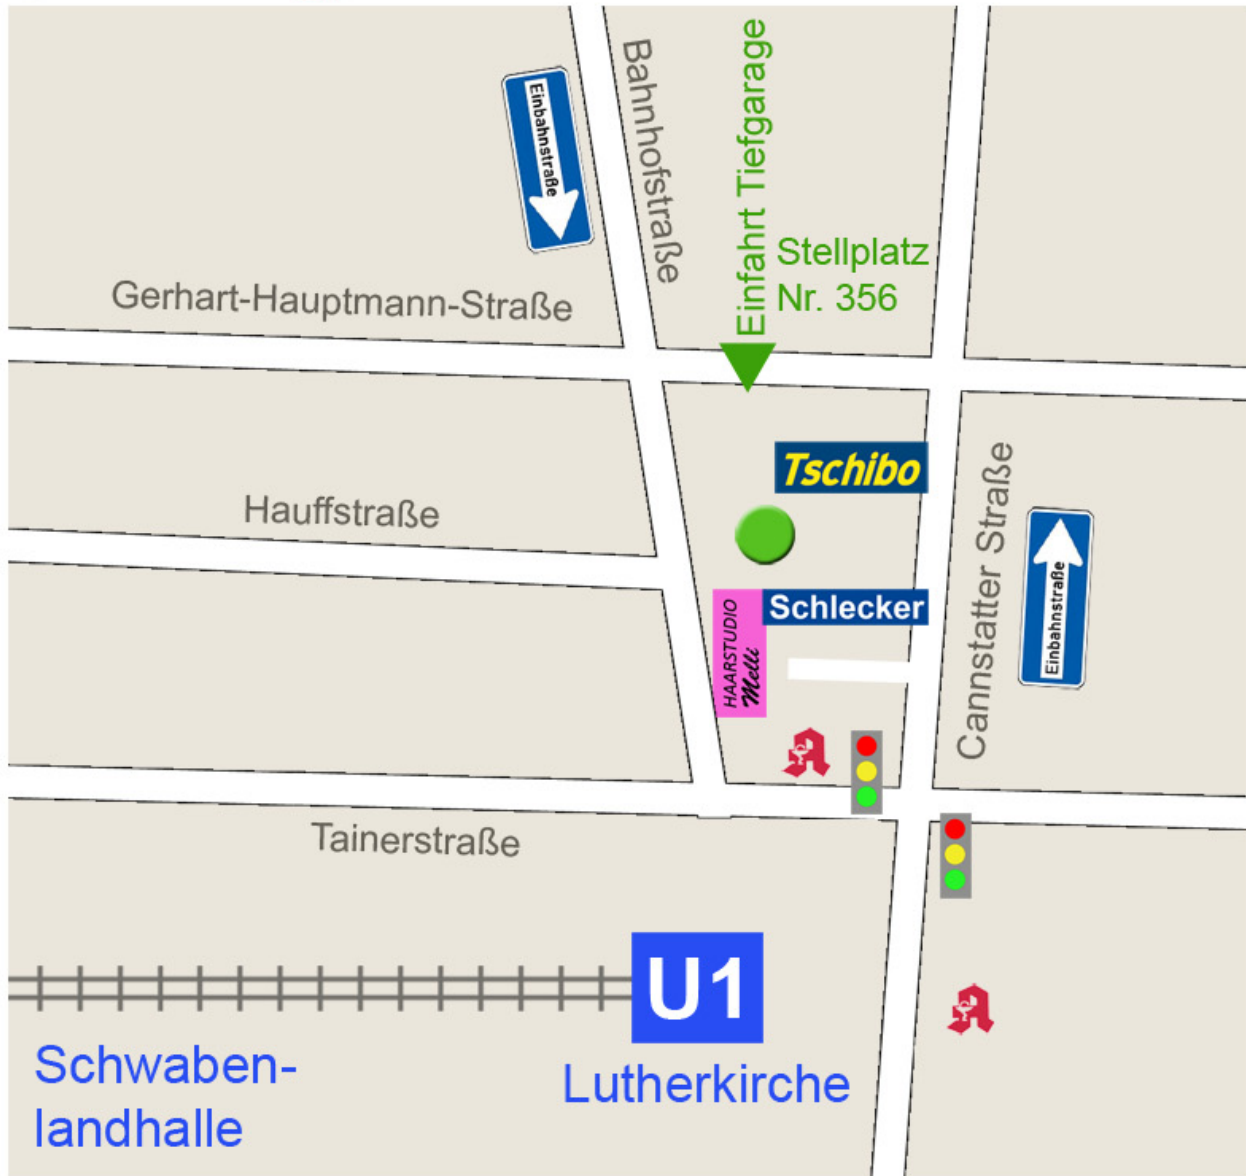 Einbahnstraße
Bahnhofstraße
Einfahrt Tiefgarage
Stellplatz
Nr. 356
Gerhart-Hauptmann-Straße
Tschibo
Hauffstraße
Cannstatter Straße
Einbahnstraße
Schlecker
HAARSTUDIO
Melli
A
Tainerstraße
U1
A
Schwaben-
landhalle
Lutherkirche